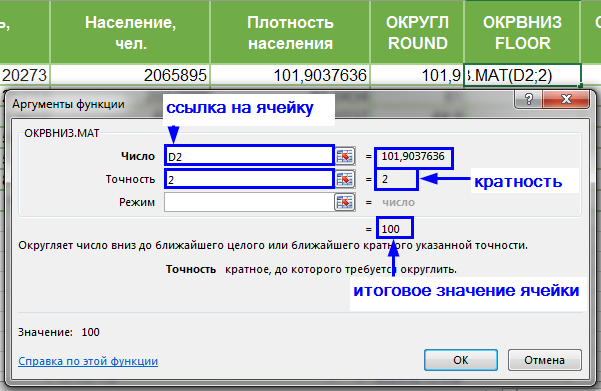 ь, Население, Плотность ОКРУГЛ ОКРВНИЗ
чел. населения ROUND FLOOR
20273 2065895 101,9037636 101,9 3.МАТ(D2;2)
Аргументы функции
ссылка на ячейку
ОКРВНИЗ.МАТ
Число D2 = 101,9037636
Точность 2 = 2
кратность
Режим = число
= 100
Округляет число вниз до ближайшего целого или ближайшего кратного указанной точности.
Точность кратное, до которого требуется округлить.
итоговое значение ячейки
Значение: 100
Справка по этой функции
ОК
Отмена